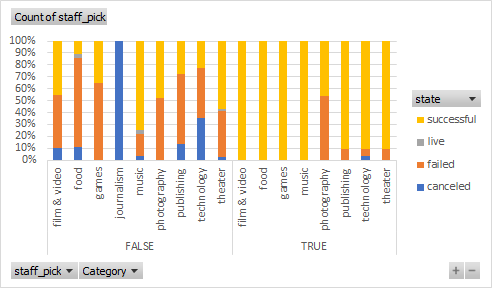 Count of staff_pick
100%
90%
80%
70%
60%
50%
40%
30%
20%
10%
0%
state
successful
live
failed
canceled
film & video
food
games
journalism
music
photography
publishing
technology
theater
film & video
food
games
music
photography
publishing
technology
theater
FALSE
TRUE
staff_pick
Category